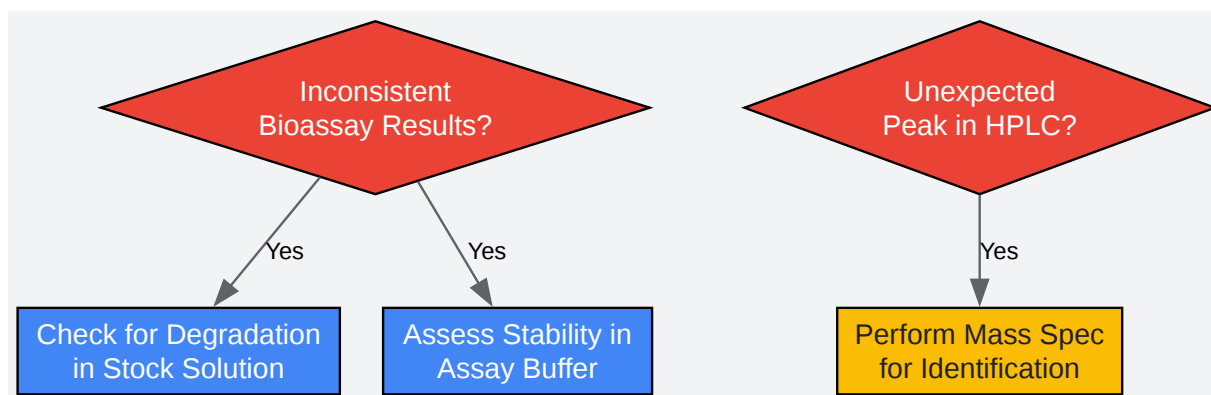 Inconsistent
Bioassay Results?
Unexpected
Peak in HPLC?
Yes
Yes
Yes
Check for Degradation
in Stock Solution
Assess Stability in
Assay Buffer
Perform Mass Spec
for Identification